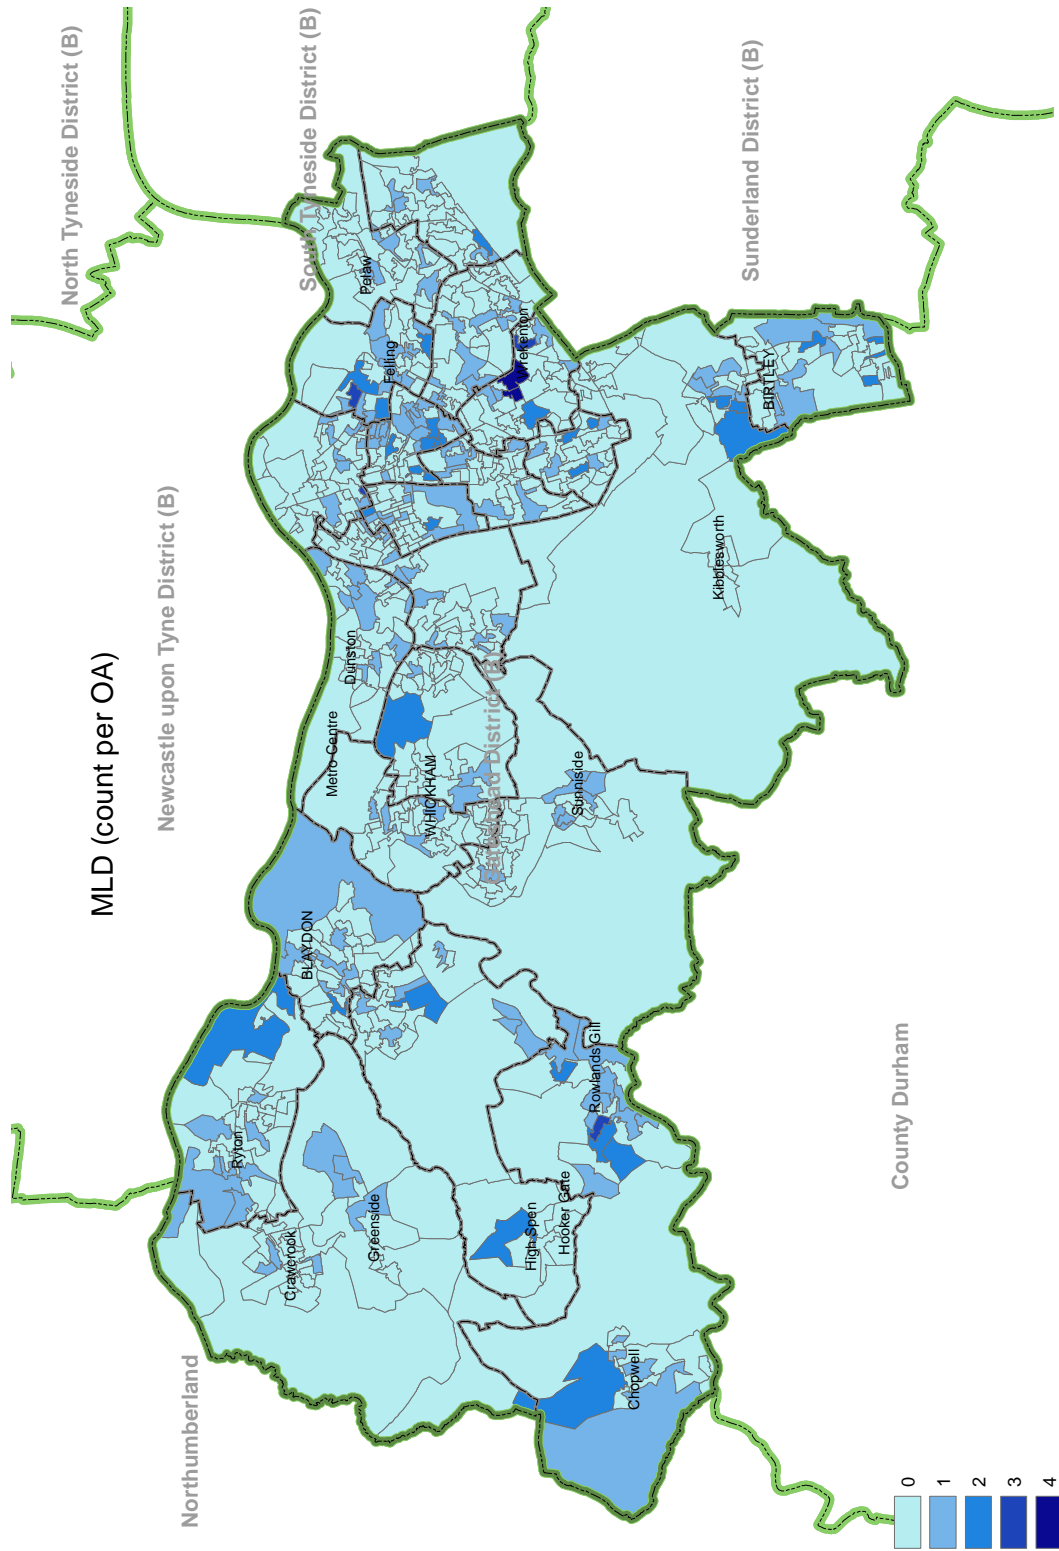 MLD (count per OA)
North Tyneside District (B)
South Tyneside District (B)
Newcastle upon Tyne District (B)
Sunderland District (B)
Northumberland
Gateshead District (B)
County Durham
Pelaw
Felling
Wrekenton
BIRTLEY
Kibblesworth
Dunston
Metro Centre
WHICKHAM
Sunniside
BLAYDON
Rowlands Gill
Ryton
Crawcrook
Greenside
High Spen
Hooker Gate
Chopwell
0
1
2
3
4